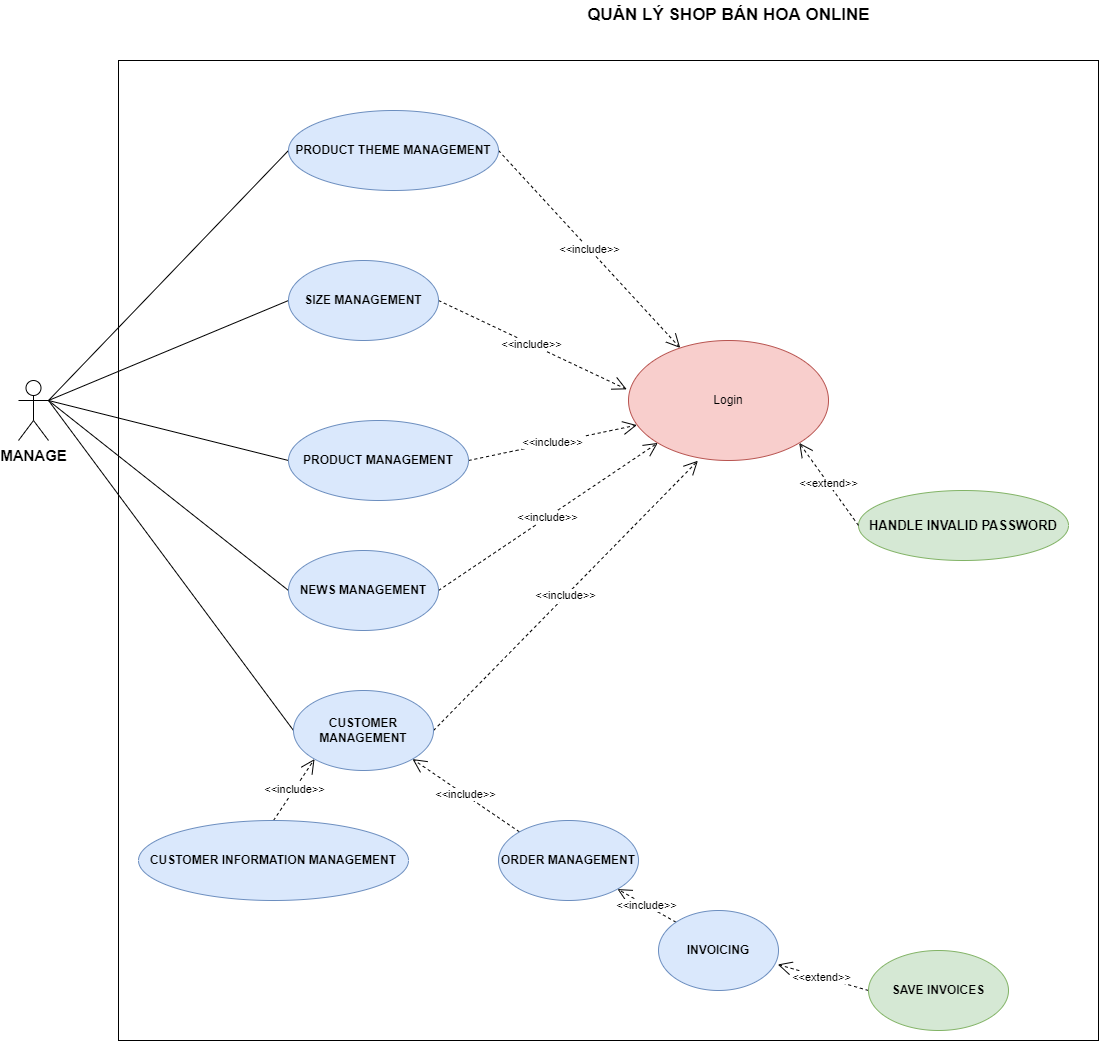 QUẢN LÝ SHOP BÁN HOA ONLINE
PRODUCT THEME MANAGEMENT
<<include>>
SIZE MANAGEMENT
<<include>>
Login
MANAGE
PRODUCT MANAGEMENT
<<include>>
<<extend>>
HANDLE INVALID PASSWORD
<<include>>
NEWS MANAGEMENT
<<include>>
CUSTOMER
MANAGEMENT
<<include>>
<<include>>
CUSTOMER INFORMATION MANAGEMENT
ORDER MANAGEMENT
<<include>>
INVOICING
<<extend>>
SAVE INVOICES